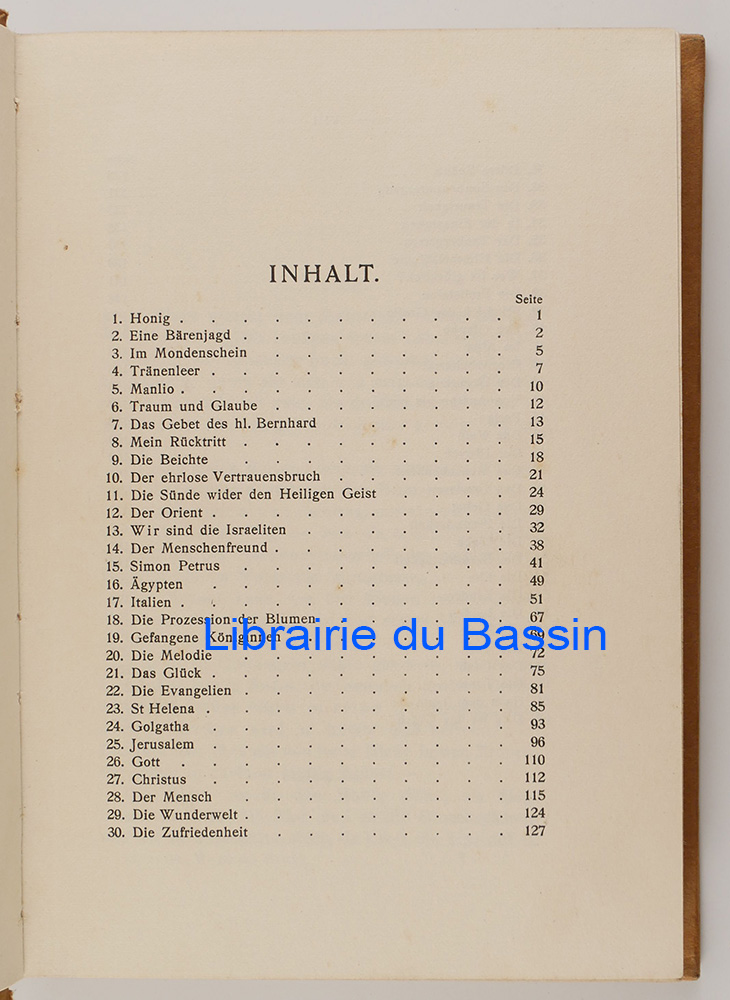 INHALT.
Seite
1. Honig . . . . . . . . . . . 1
2. Eine Bärenjagd . . . . . . . . . 2
3. Im Mondenschein . . . . . . . . 5
4. Tränenleer . . . . . . . . . . 7
5. Manlio . . . . . . . . . . . 10
6. Traum und Glaube . . . . . . . . 12
7. Das Gebet des hl. Bernhard . . . . . . 13
8. Mein Rücktritt . . . . . . . . . 15
9. Die Beichte . . . . . . . . . 18
10. Der ehrlose Vertrauensbruch . . . . . . 21
11. Die Sünde wider den Heiligen Geist . . . . 24
12. Der Orient . . . . . . . . . . 29
13. Wir sind die Israeliten . . . . . . . 32
14. Der Menschenfreund . . . . . . . . 38
15. Simon Petrus . . . . . . . . . 41
16. Ägypten . . . . . . . . . . 49
17. Italien . . . . . . . . . . . 51
18. Die Prozession der Blumen . . . . . . 67
19. Gefangene Königinnen . . . . . . . 69
Librairie du Bassin
20. Die Melodie . . . . . . . . . 72
21. Das Glück . . . . . . . . . . 75
22. Die Evangelien . . . . . . . . . 81
23. St Helena . . . . . . . . . . 85
24. Golgatha . . . . . . . . . . 93
25. Jerusalem . . . . . . . . . . 96
26. Gott . . . . . . . . . . . 110
27. Christus . . . . . . . . . . 112
28. Der Mensch . . . . . . . . . 115
29. Die Wunderwelt . . . . . . . . . 124
30. Die Zufriedenheit . . . . . . . . 127